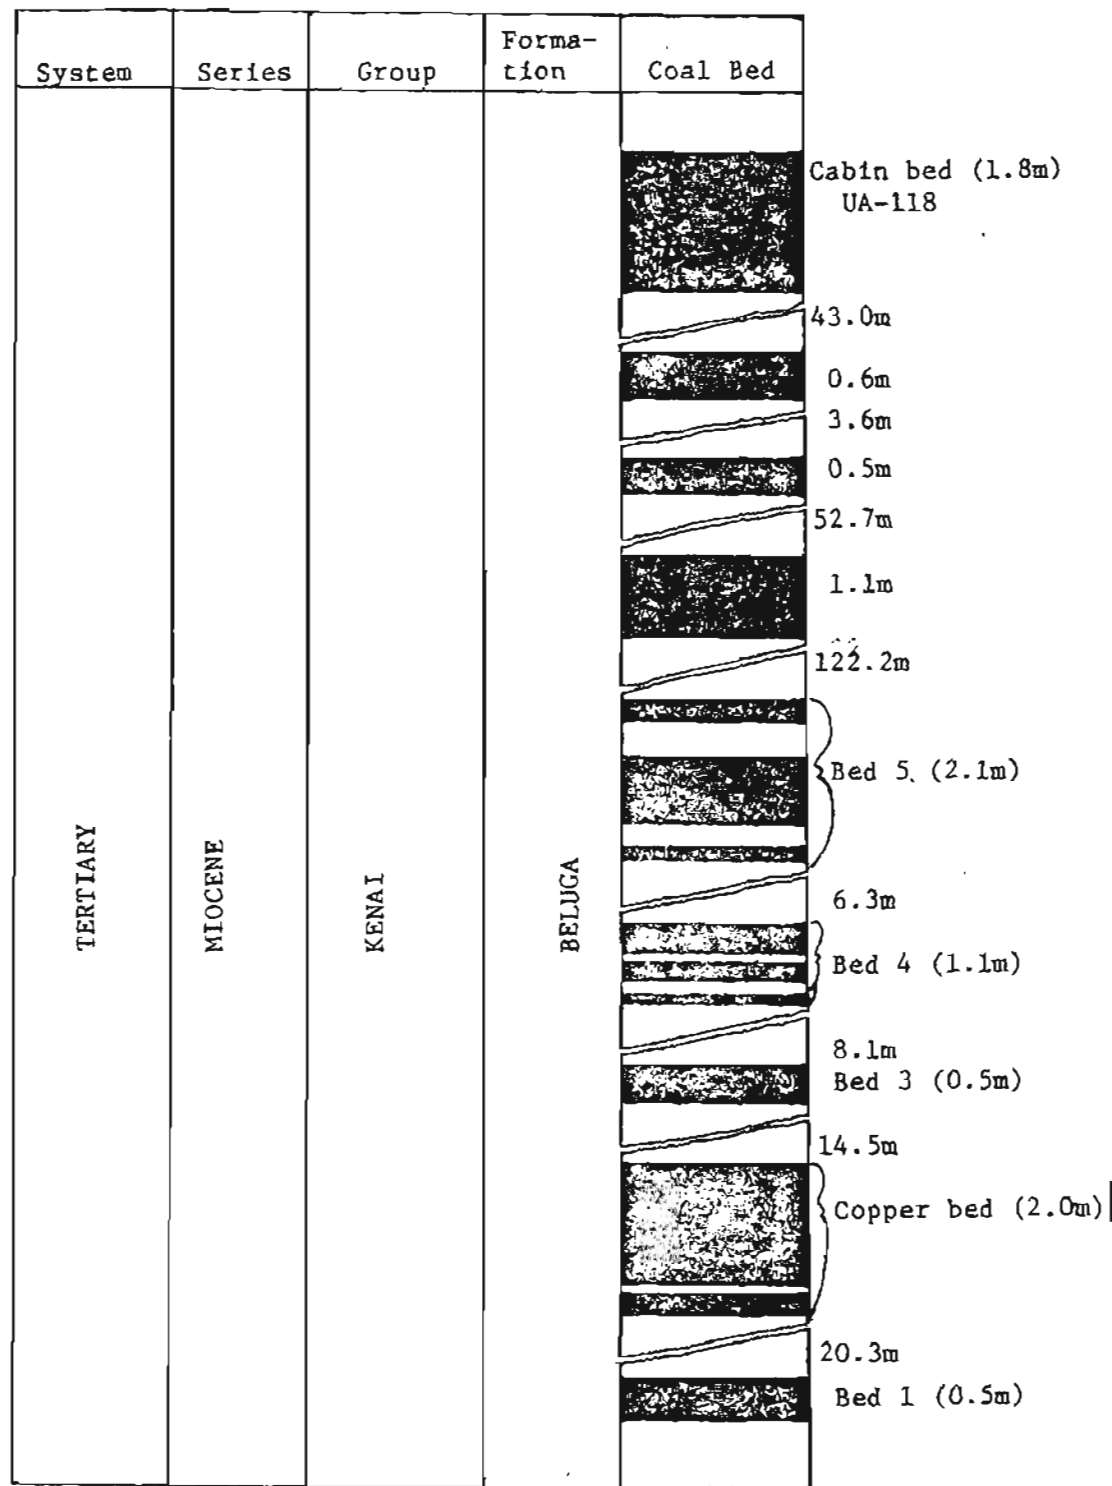 System
Series
Group
Forma-
tion
Coal Bed
Cabin bed (1.8m)
UA-118
43.0m
0.6m
3.6m
0.5m
52.7m
1.1m
122.2m
Bed 5 (2.1m)
TERTIARY
MIOCENE
KENAI
BELUGA
6.3m
Bed 4 (1.1m)
8.1m
Bed 3 (0.5m)
14.5m
Copper bed (2.0m)
20.3m
Bed 1 (0.5m)